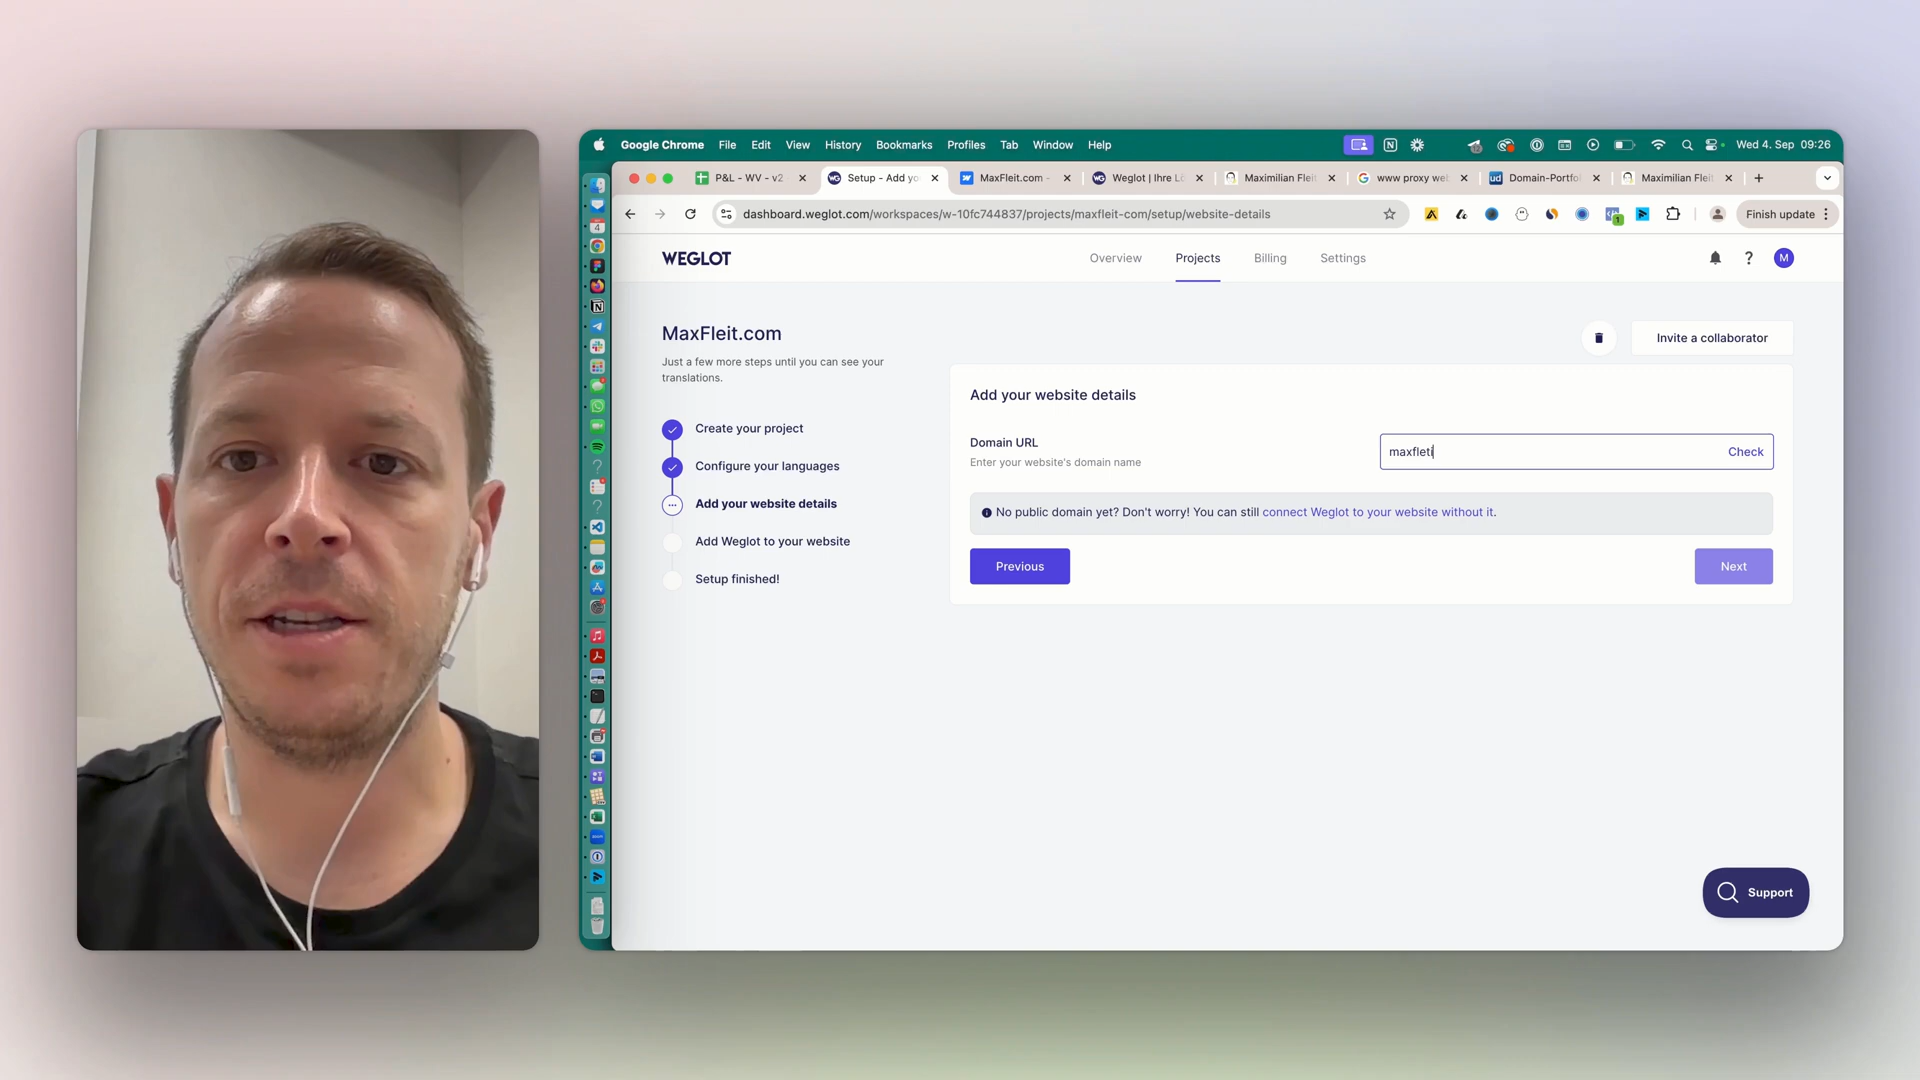 Google Chrome File Edit View History Bookmarks Profiles Tab Window Help Wed 4. Sep 09:26
P&L - WV - v2 Setup - Add yo MaxFleit.com - Weglot | Ihre Lö Maximilian Fleit www proxy we Domain-Portfo Maximilian Fleit
dashboard.weglot.com/workspaces/w-10fc744837/projects/maxfleit-com/setup/website-details Finish update
WEGLOT Overview Projects Billing Settings ? M
MaxFleit.com
Just a few more steps until you can see your
translations.
Invite a collaborator
Create your project
Configure your languages
Add your website details
Add Weglot to your website
Setup finished!
Add your website details
Domain URL
Enter your website's domain name
maxfleti Check
No public domain yet? Don't worry! You can still connect Weglot to your website without it.
Previous Next
Support